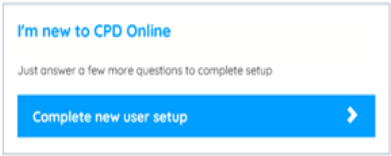 I'm new to CPD Online
Just answer a few more questions to complete setup
Complete new user setup